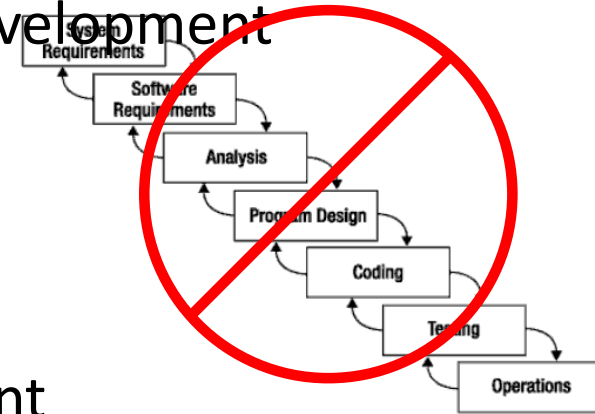 velopment
System
Requirements
Software
Requirements
Analysis
Program Design
Coding
Testing
Operations
nt